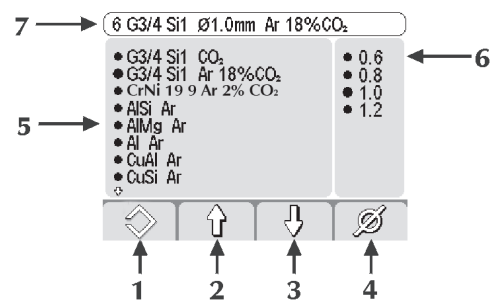 7
6 G3/4 Si1 Ø1.0mm Ar 18%CO₂
G3/4 Si1 CO₂
G3/4 Si1 Ar 18%CO₂
CrNi 19 9 Ar 2% CO₂
AlSi Ar
AlMg Ar
Al Ar
CuAl Ar
CuSi Ar
0.6
0.8
1.0
1.2
6
5
1
2
3
4